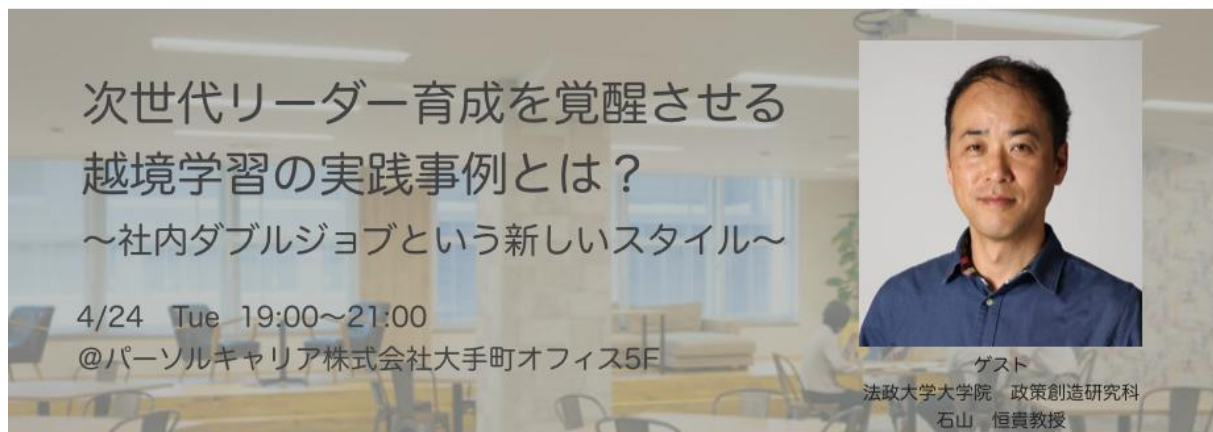 次世代リーダー育成を覚醒させる
越境学習の実践事例とは？
〜社内ダブルジョブという新しいスタイル〜
4/24　Tue　19:00〜21:00
@パーソルキャリア株式会社大手町オフィス5F
ゲスト
法政大学大学院　政策創造研究科
石山　恒貴教授